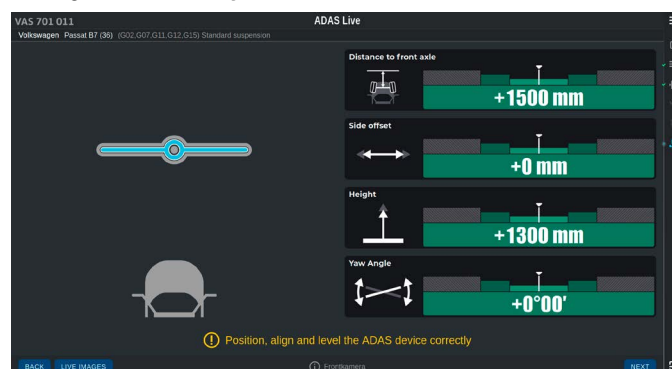 VAS 701 011
ADAS Live
Volkswagen Passat B7 (36) (G02,G07,G11,G12,G15) Standard suspension
Distance to front axle
+1500 mm
Side offset
+0 mm
Height
+1300 mm
Yaw Angle
+0°00'
Position, align and level the ADAS device correctly
BACK
LIVE IMAGES
Frontkamera
NEXT